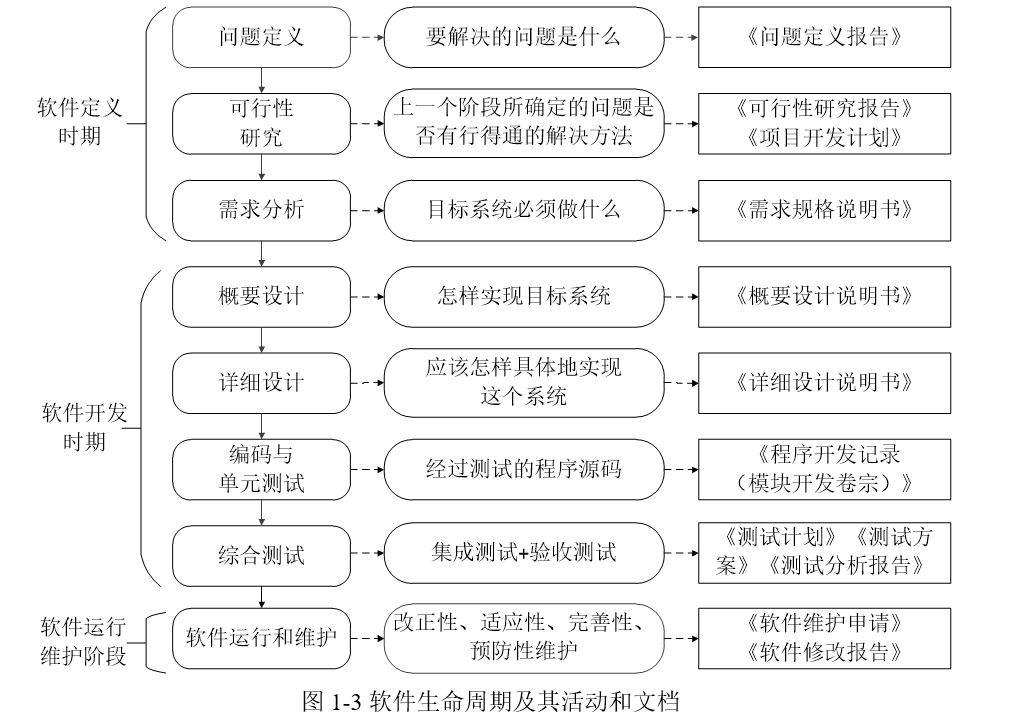 软件定义
时期
问题定义
要解决的问题是什么
《问题定义报告》
可行性
研究
上一个阶段所确定的问题是
否有行得通的解决方法
《可行性研究报告》
《项目开发计划》
需求分析
目标系统必须做什么
《需求规格说明书》
软件开发
时期
概要设计
怎样实现目标系统
《概要设计说明书》
详细设计
应该怎样具体地实现
这个系统
《详细设计说明书》
编码与
单元测试
经过测试的程序源码
《程序开发记录
（模块开发卷宗）》
综合测试
集成测试+验收测试
《测试计划》《测试方
案》《测试分析报告》
软件运行
维护阶段
软件运行和维护
改正性、适应性、完善性、
预防性维护
《软件维护申请》
《软件修改报告》
图 1-3 软件生命周期及其活动和文档